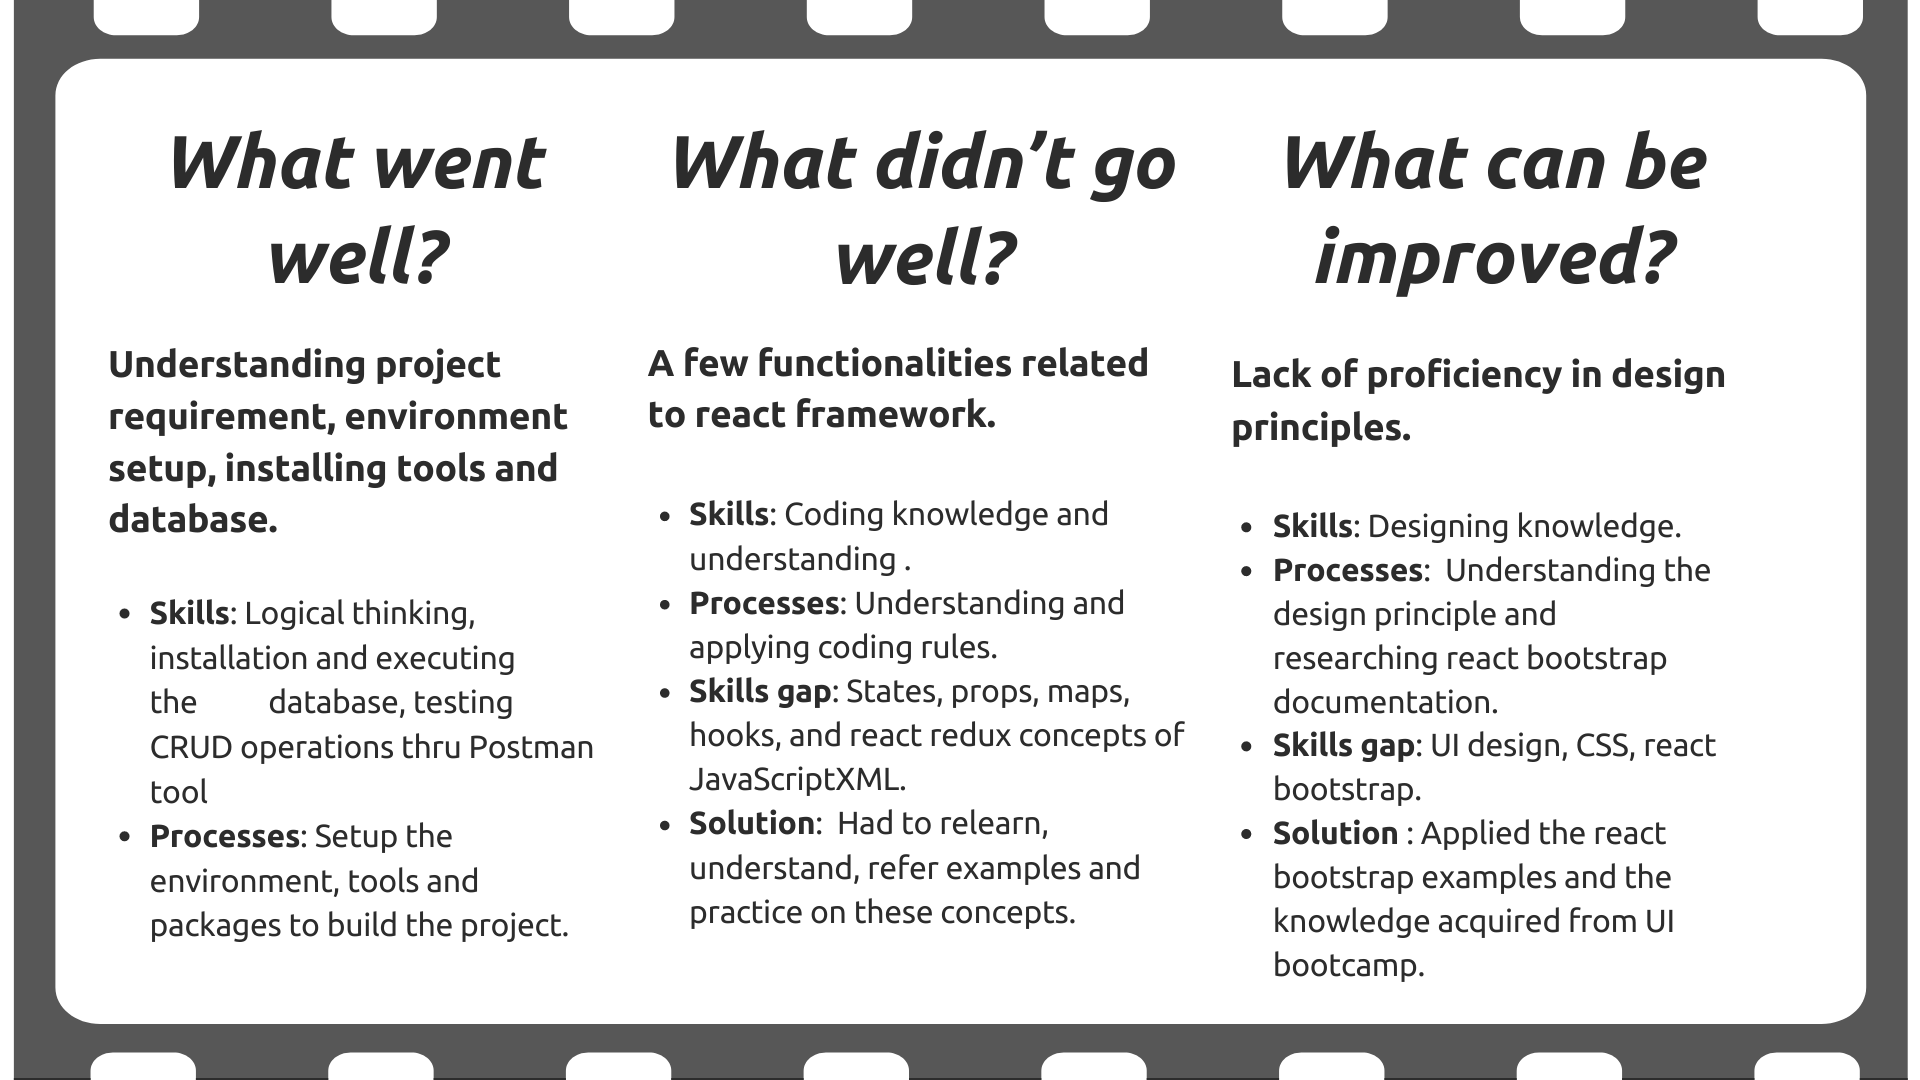 What went
well?
Understanding project
requirement, environment
setup, installing tools and
database.
• Skills: Logical thinking,
installation and executing
the database, testing
CRUD operations thru Postman
tool
• Processes: Setup the
environment, tools and
packages to build the project.
What didn’t go
well?
A few functionalities related
to react framework.
• Skills: Coding knowledge and
understanding .
• Processes: Understanding and
applying coding rules.
• Skills gap: States, props, maps,
hooks, and react redux concepts of
JavaScriptXML.
• Solution: Had to relearn,
understand, refer examples and
practice on these concepts.
What can be
improved?
Lack of proficiency in design
principles.
• Skills: Designing knowledge.
• Processes: Understanding the
design principle and
researching react bootstrap
documentation.
• Skills gap: UI design, CSS, react
bootstrap.
• Solution : Applied the react
bootstrap examples and the
knowledge acquired from UI
bootcamp.